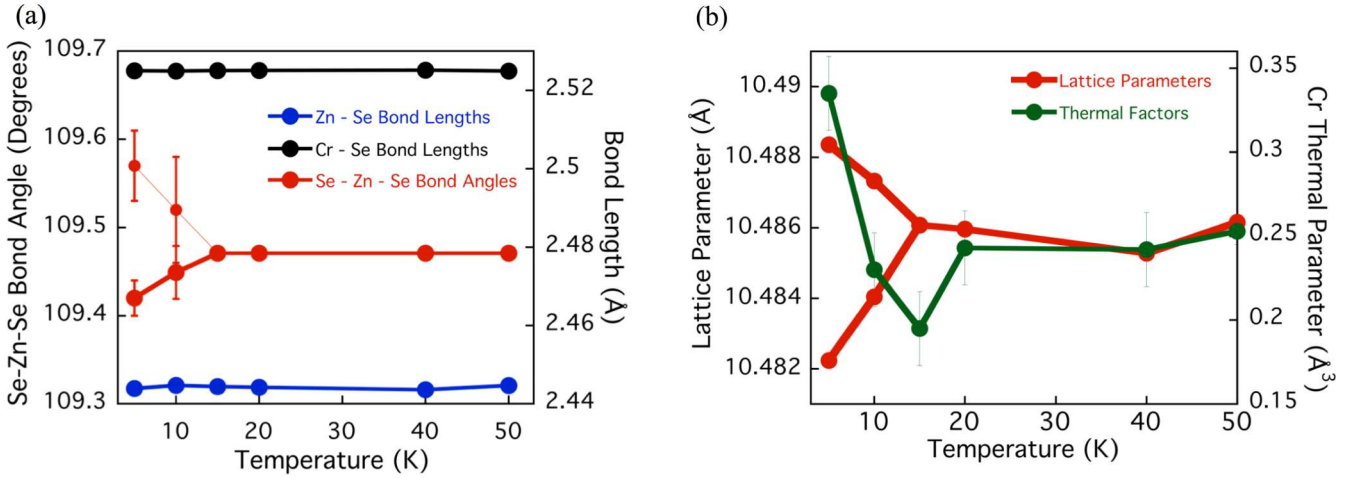 (a)
Se-Zn-Se Bond Angle (Degrees)
109.7
109.6
109.5
109.4
109.3
Zn - Se Bond Lengths
Cr - Se Bond Lengths
Se - Zn - Se Bond Angles
2.52
2.5
2.48
2.46
2.44
Bond Length (Å)
10
20
30
40
50
Temperature (K)
(b)
Lattice Parameter (Å)
10.49
10.488
10.486
10.484
10.482
Lattice Parameters
Thermal Factors
0.35
0.3
0.25
0.2
0.15
Cr Thermal Parameter (Å³)
10
20
30
40
50
Temperature (K)